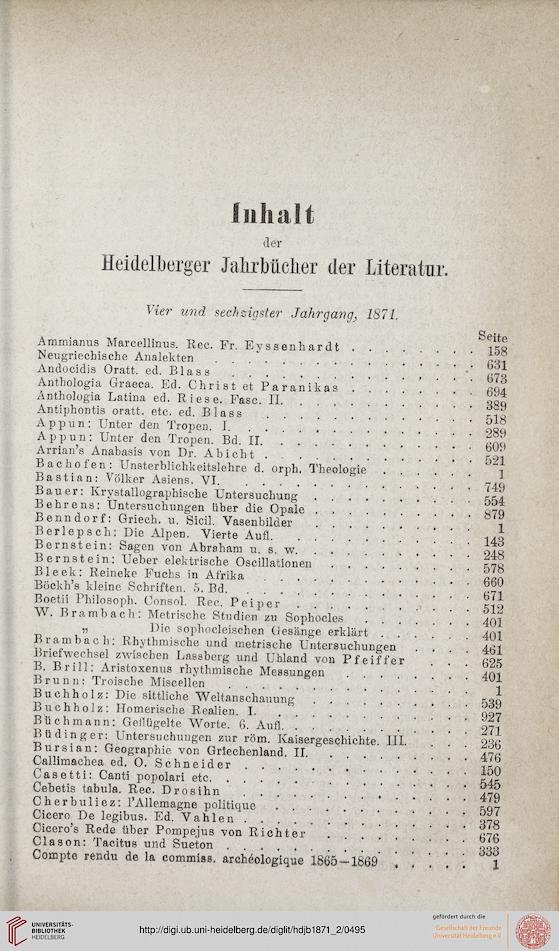 Inhalt
der
Heidelberger Jahrbücher der Literatur.
Vier und sechzigster Jahrgang, 1871.
Seite
Ammianus Marcellinus. Rec. Fr. Eyssenhardt . . . . . . . 158
Neugriechische Analekten . . . . . . . 631
Andocidis Oratt. ed. Blass . . . . . . . 673
Anthologia Graeca. Ed. Christ et Paranikas . . . . . . . 694
Anthologia Latina ed. Riese. Fasc. II. . . . . . . . 389
Antiphontis oratt. etc. ed. Blass . . . . . . . 518
Appun: Unter den Tropen. I. . . . . . . . 289
Appun: Unter den Tropen. Bd. II. . . . . . . . 609
Arrian's Anabasis von Dr. Abicht . . . . . . . 521
Bachofen: Unsterblichkeitslehre d. orph. Theologie . . . . . 1
Bastian: Völker Asiens. VI. . . . . . . . 749
Bauer: Krystallographische Untersuchung . . . . . . . 554
Behrens: Untersuchungen über die Opale . . . . . . . 879
Benndorf: Griech. u. Sicil. Vasenbilder . . . . . . . 1
Berlepsch: Die Alpen. Vierte Aufl. . . . . . . . 143
Bernstein: Sagen von Abraham u. s. w. . . . . . . . 248
Bernstein: Ueber elektrische Oscillationen . . . . . . . 578
Bleek: Reineke Fuchs in Afrika . . . . . . . 660
Böckh's kleine Schriften. 5. Bd. . . . . . . . 671
Boetii Philosoph. Consol. Rec. Peiper . . . . . . . 512
W. Brambach: Metrische Studien zu Sophocles . . . . . . 401
„ Die sophocleischen Gesänge erklärt . . . . . 401
Brambach: Rhythmische und metrische Untersuchungen . . . . 461
Briefwechsel zwischen Lassberg und Uhland von Pfeiffer . . . . 625
B. Brill: Aristoxenus rhythmische Messungen . . . . . . 401
Brunn: Troische Miscellen . . . . . . . 1
Buchholz: Die sittliche Weltanschauung . . . . . . . 539
Buchholz: Homerische Realien. I. . . . . . . . 927
Büchmann: Geflügelte Worte. 6. Aufl. . . . . . . . 271
Büdinger: Untersuchungen zur röm. Kaisergeschichte. III. . . . . 236
Bursian: Geographie von Griechenland. II. . . . . . . 476
Callimachea ed. O. Schneider . . . . . . . 150
Casetti: Canti popolari etc. . . . . . . . 545
Cebetis tabula. Rec. Drosihn . . . . . . . 479
Cherbuliez: l'Allemagne politique . . . . . . . 597
Cicero De legibus. Ed. Vahlen . . . . . . . 378
Cicero's Rede über Pompejus von Richter . . . . . . . 676
Clason: Tacitus und Sueton . . . . . . . 333
Compte rendu de la commiss. archéologique 1865—1869 . . . . . 1
UNIVERSITÄTS-
BIBLIOTHEK
HEIDELBERG
http://digi.ub.uni-heidelberg.de/diglit/hdjb1871_2/0495
gefördert durch die
Gesellschaft der Freunde
Universität Heidelberg e.V.